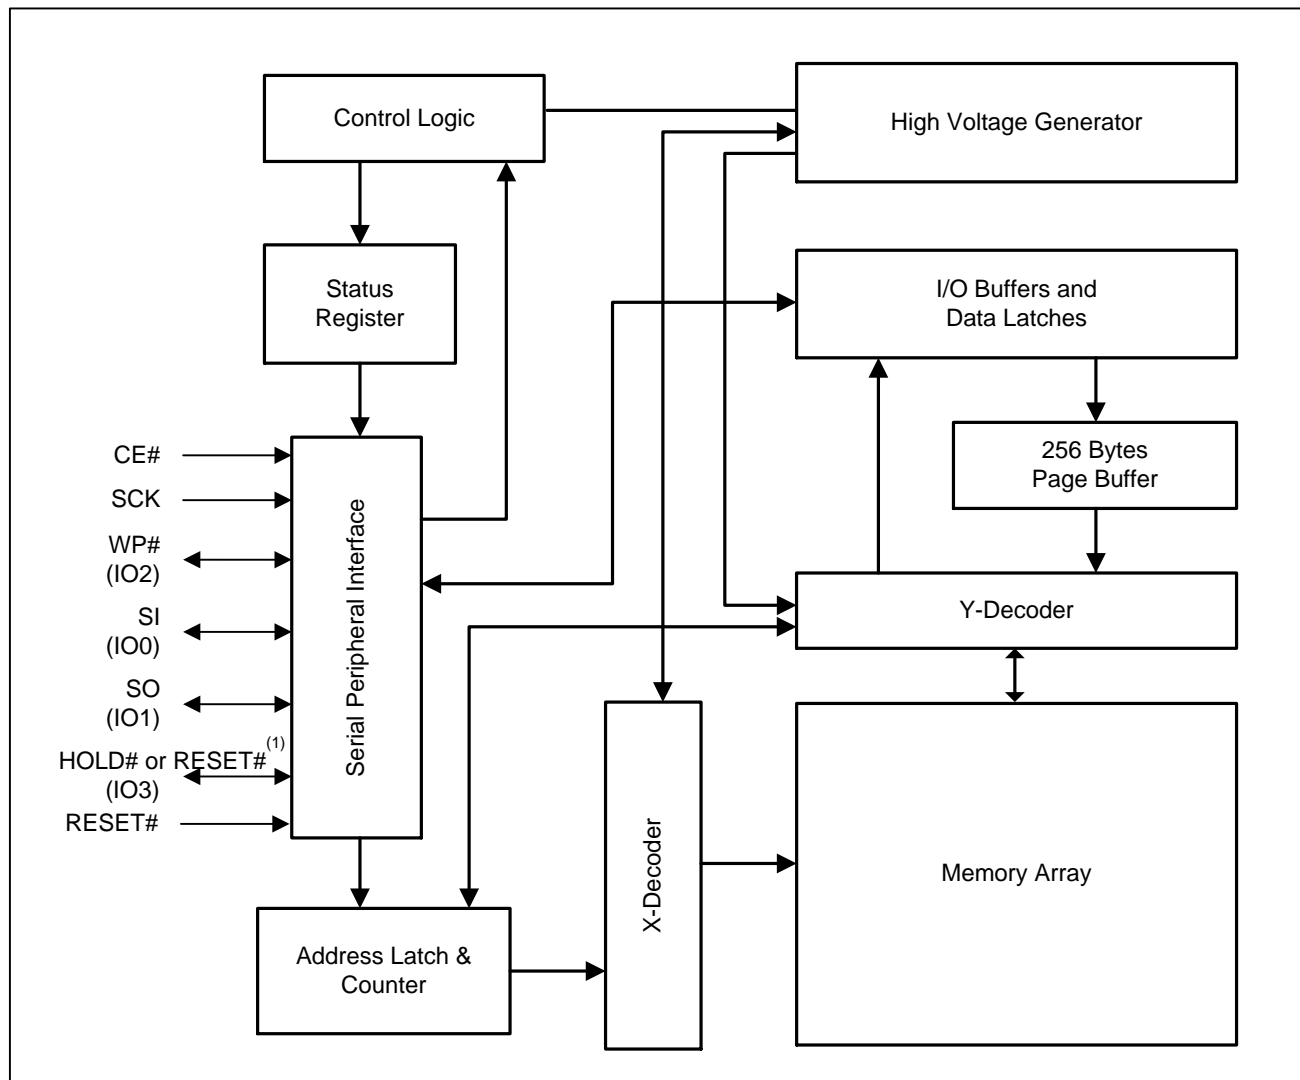 Control Logic
High Voltage Generator
Status
Register
I/O Buffers and
Data Latches
256 Bytes
Page Buffer
CE#
SCK
WP#
(IO2)
SI
(IO0)
SO
(IO1)
HOLD# or RESET#(1)
(IO3)
RESET#
Serial Peripheral Interface
Y-Decoder
X-Decoder
Memory Array
Address Latch &
Counter